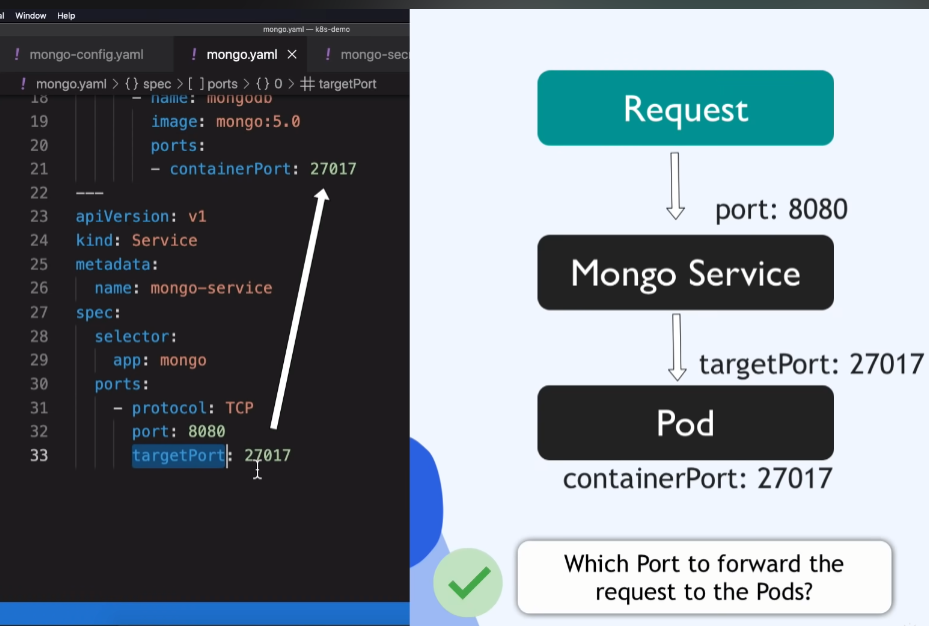 Window Help
mongo.yaml — k8s-demo
! mongo-config.yaml ! mongo.yaml × ! mongo-sec
! mongo.yaml > {} spec > [ ] ports > {} 0 > # targetPort
18 - name: mongodb
19 image: mongo:5.0
20 ports:
21 - containerPort: 27017
22 ---
23 apiVersion: v1
24 kind: Service
25 metadata:
26 name: mongo-service
27 spec:
28 selector:
29 app: mongo
30 ports:
31 - protocol: TCP
32 port: 8080
33 targetPort: 27017
Request
port: 8080
Mongo Service
targetPort: 27017
Pod
containerPort: 27017
Which Port to forward the
request to the Pods?